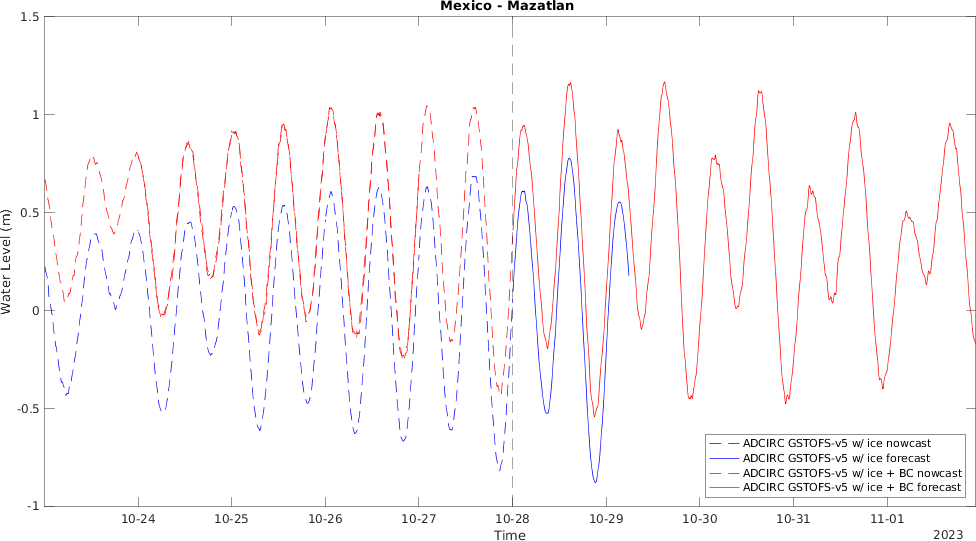 Mexico - Mazatlan
1.5
1
0.5
0
-0.5
-1
Water Level (m)
10-24 10-25 10-26 10-27 10-28 10-29 10-30 10-31 11-01
Time
2023
ADCIRC GSTOFS-v5 w/ ice nowcast
ADCIRC GSTOFS-v5 w/ ice forecast
ADCIRC GSTOFS-v5 w/ ice + BC nowcast
ADCIRC GSTOFS-v5 w/ ice + BC forecast